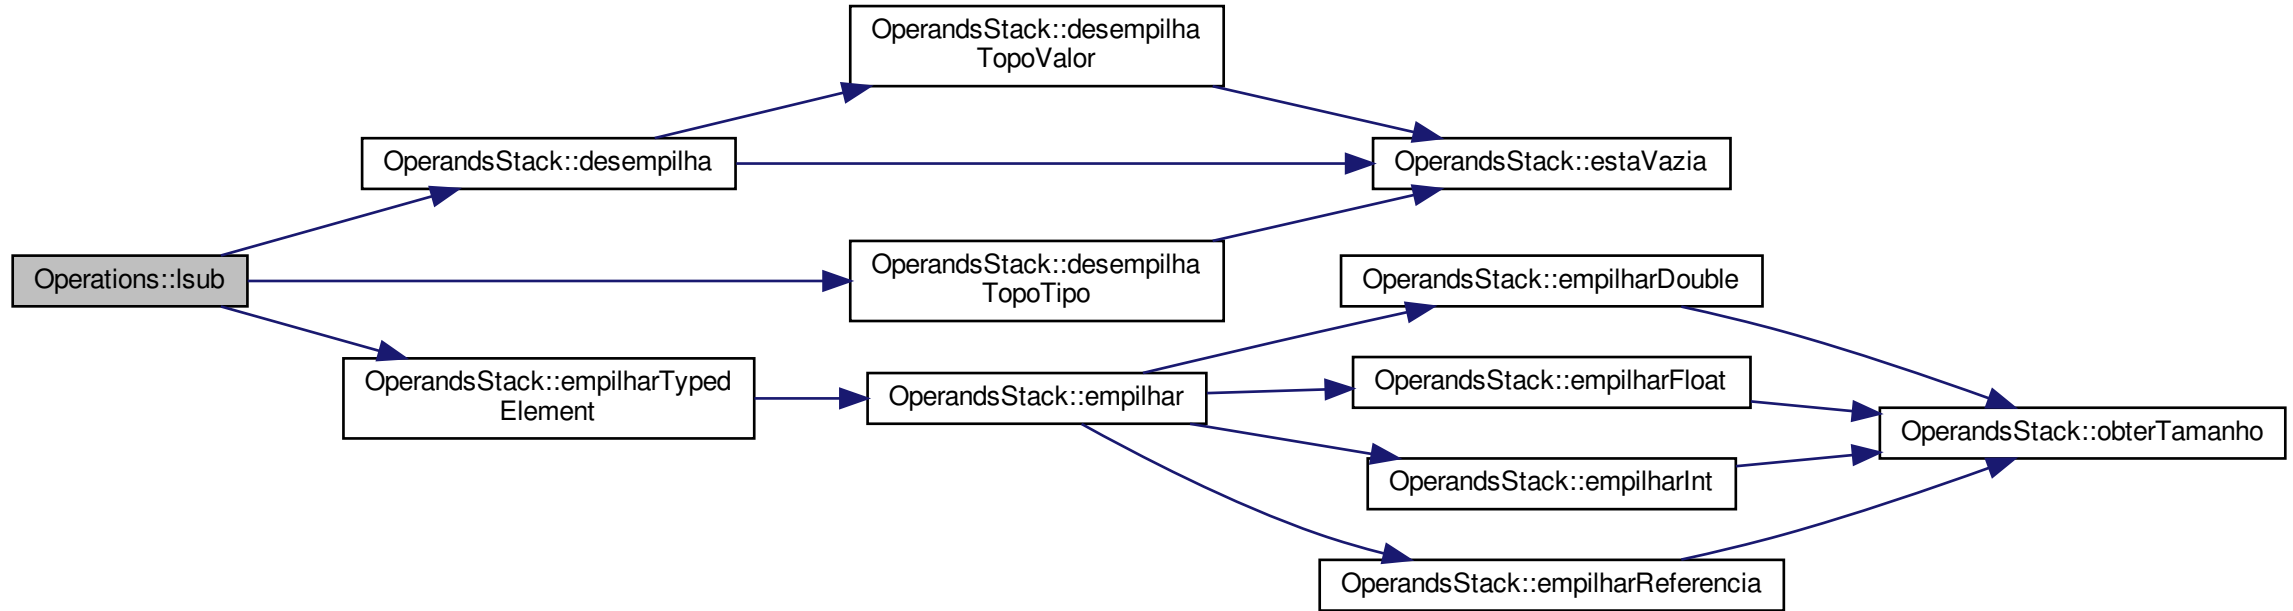 OperandsStack::desempilha
TopoValor
OperandsStack::desempilha
OperandsStack::estaVazia
Operations::lsub
OperandsStack::desempilha
TopoTipo
OperandsStack::empilharDouble
OperandsStack::empilharTyped
Element
OperandsStack::empilhar
OperandsStack::empilharFloat
OperandsStack::obterTamanho
OperandsStack::empilharInt
OperandsStack::empilharReferencia